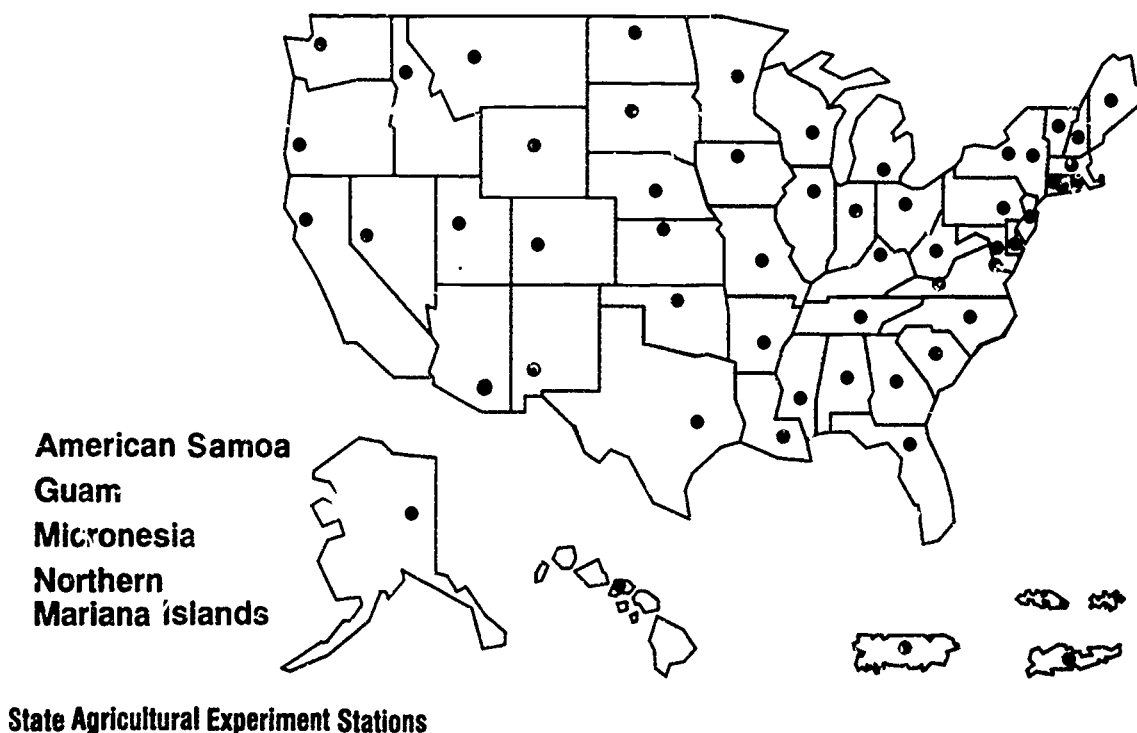 American Samoa
Guam
Micronesia
Northern
Mariana Islands
State Agricultural Experiment Stations